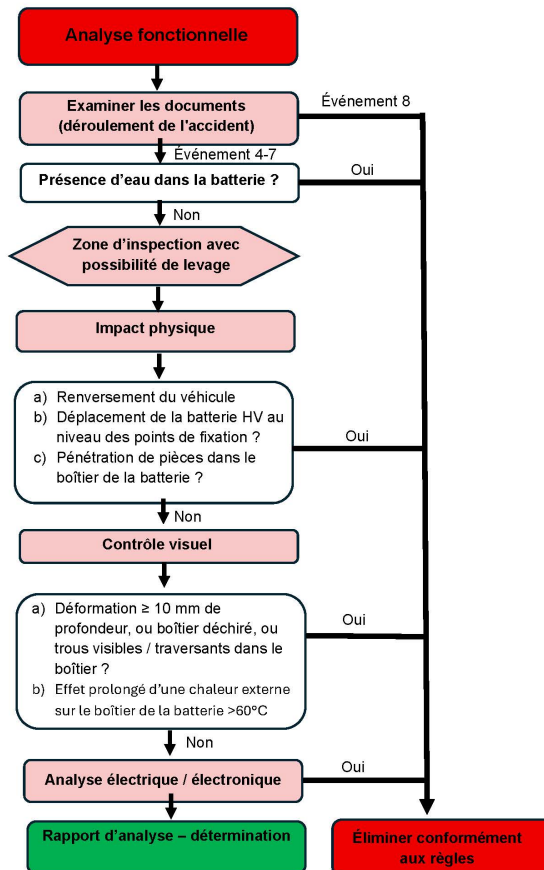 Analyse fonctionnelle
Examiner les documents
(déroulement de l'accident)
Événement 8
Événement 4-7
Présence d'eau dans la batterie ?
Oui
Non
Zone d'inspection avec
possibilité de levage
Impact physique
a) Renversement du véhicule
b) Déplacement de la batterie HV au
niveau des points de fixation ?
c) Pénétration de pièces dans le
boîtier de la batterie ?
Oui
Non
Contrôle visuel
a) Déformation ≥ 10 mm de
profondeur, ou boîtier déchiré, ou
trous visibles / traversants dans le
boîtier ?
b) Effet prolongé d'une chaleur externe
sur le boîtier de la batterie >60°C
Oui
Non
Analyse électrique / électronique
Oui
Rapport d'analyse – détermination
Éliminer conformément
aux règles